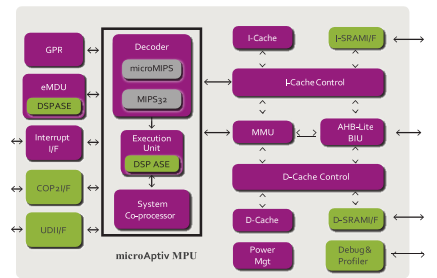 GPR
eMDU
DSPASE
Interrupt
I/F
COP2I/F
UDII/F
Decoder
microMIPS
MIPS32
Execution
Unit
DSP ASE
System
Co-processor
microAptiv MPU
I-Cache
I-SRAMI/F
I-Cache Control
MMU
AHB-Lite
BIU
D-Cache Control
D-Cache
D-SRAMI/F
Power
Mgt
Debug&
Profiler